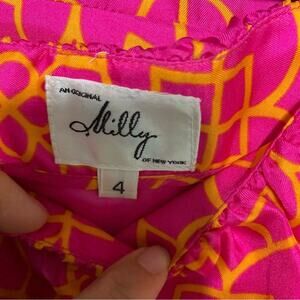 AN ORIGINAL
Milly
OF NEW YORK
4